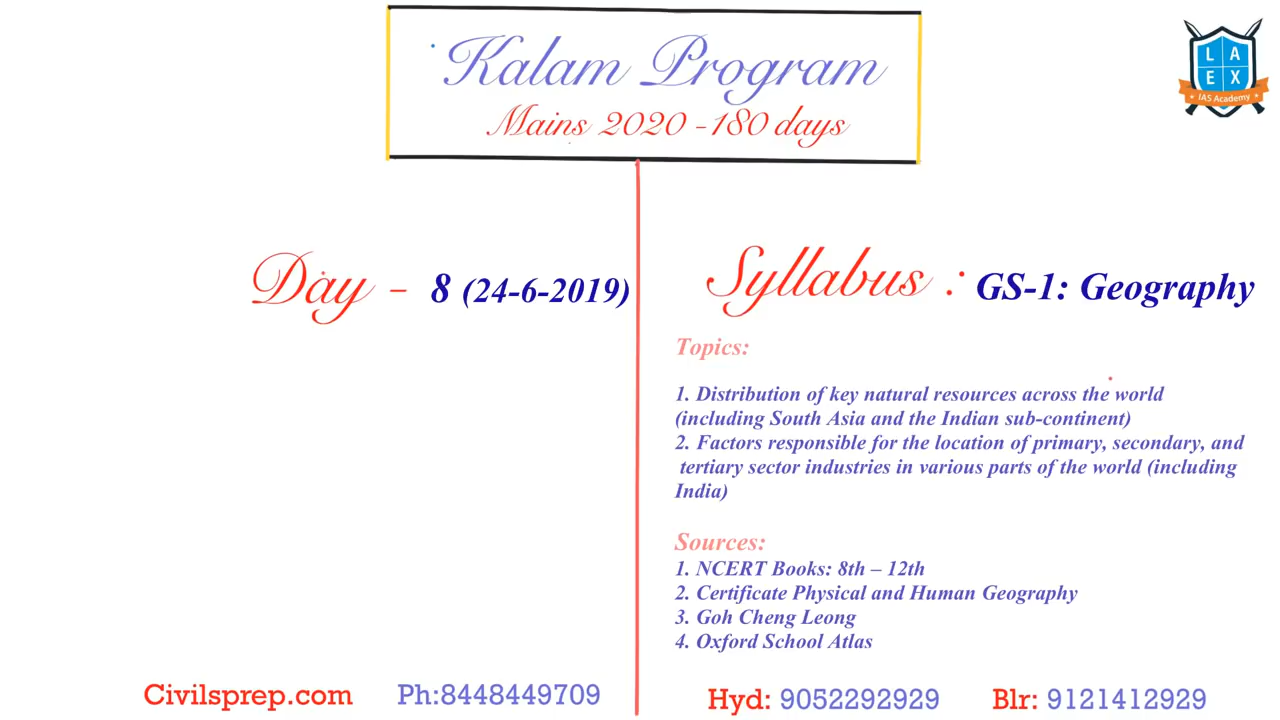 Kalam Program
Mains 2020 -180 days
L A
E X
IAS Academy
Day - 8 (24-6-2019)
Syllabus : GS-1: Geography
Topics:
1. Distribution of key natural resources across the world
(including South Asia and the Indian sub-continent)
2. Factors responsible for the location of primary, secondary, and
tertiary sector industries in various parts of the world (including
India)
Sources:
1. NCERT Books: 8th – 12th
2. Certificate Physical and Human Geography
3. Goh Cheng Leong
4. Oxford School Atlas
Civilsprep.com Ph:8448449709
Hyd: 9052292929 Blr: 9121412929